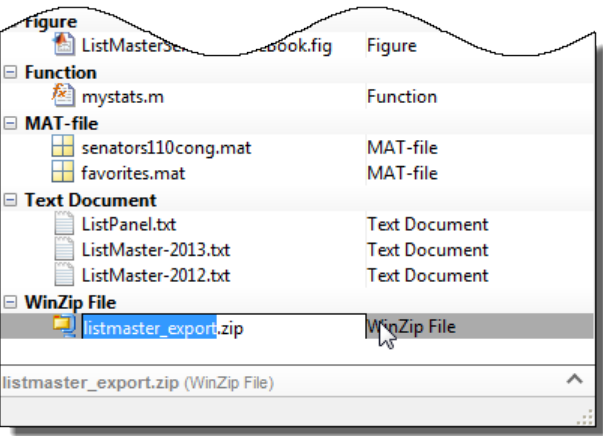 Figure
ListMasterSe book.fig Figure
Function
mystats.m Function
MAT-file
senators110cong.mat MAT-file
favorites.mat MAT-file
Text Document
ListPanel.txt Text Document
ListMaster-2013.txt Text Document
ListMaster-2012.txt Text Document
WinZip File
listmaster_export.zip WinZip File
listmaster_export.zip (WinZip File)